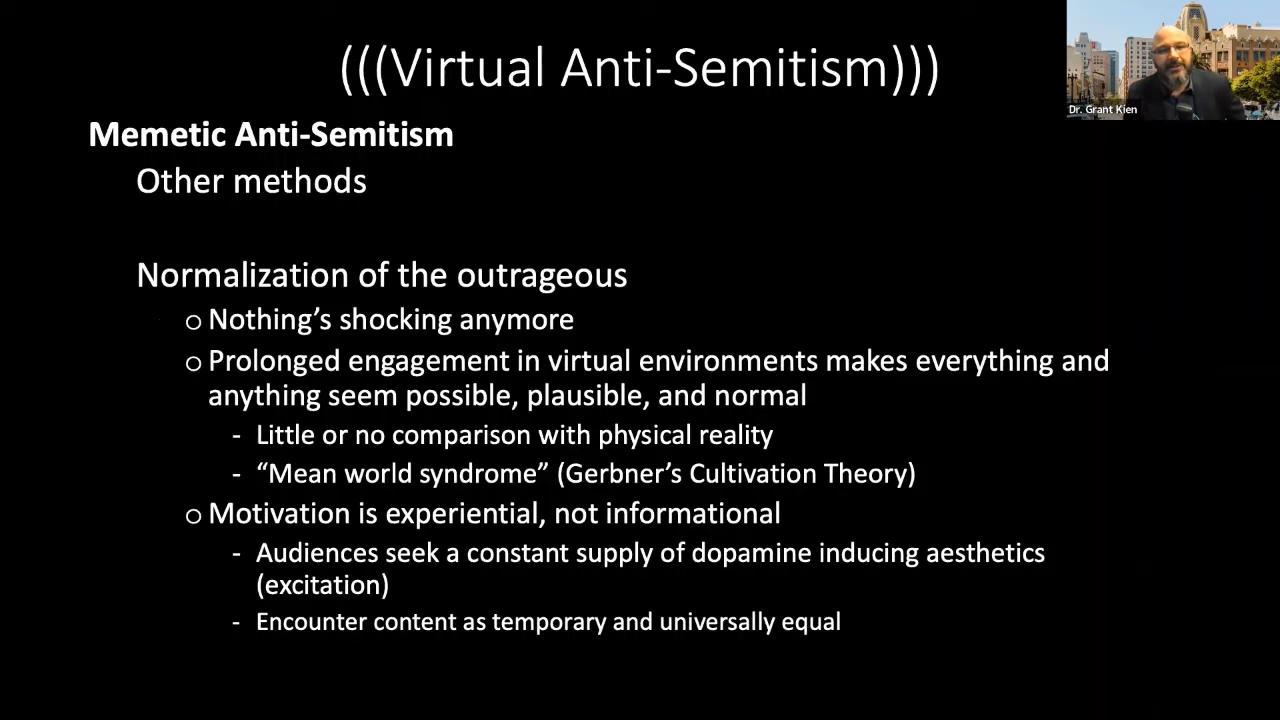 (((Virtual Anti-Semitism)))
Dr. Grant Kien
Memetic Anti-Semitism
Other methods
Normalization of the outrageous
o Nothing’s shocking anymore
o Prolonged engagement in virtual environments makes everything and
anything seem possible, plausible, and normal
- Little or no comparison with physical reality
- “Mean world syndrome” (Gerbner’s Cultivation Theory)
o Motivation is experiential, not informational
- Audiences seek a constant supply of dopamine inducing aesthetics
(excitation)
- Encounter content as temporary and universally equal